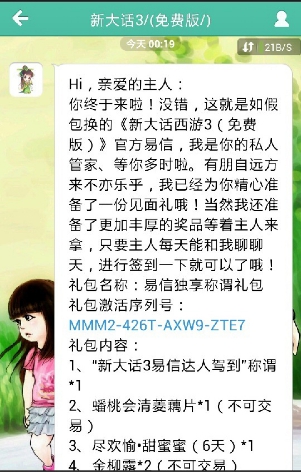 新大话3/(免费版/)
今天 00:19
21B/S
Hi，亲爱的主人：
你终于来啦！没错，这就是如假
包换的《新大话西游3（免费
版）》官方易信，我是你的私人
管家、等你多时啦。有朋自远方
来不亦乐乎，我已经为你精心准
备了一份见面礼哦！当然我还准
备了更加丰厚的奖品等着主人来
拿，只要主人每天能和我聊聊
天，进行签到一下就可以了哦！
礼包名称：易信独享称谓礼包
礼包激活序列号：
MMM2-426T-AXW9-ZTE7
礼包内容：
1、“新大话3易信达人驾到”称谓
*1
2、蟠桃会清菱藕片*1（不可交
易）
3、尽欢愉·甜蜜蜜（6天）*1
4、金柳露*2（不可交易）